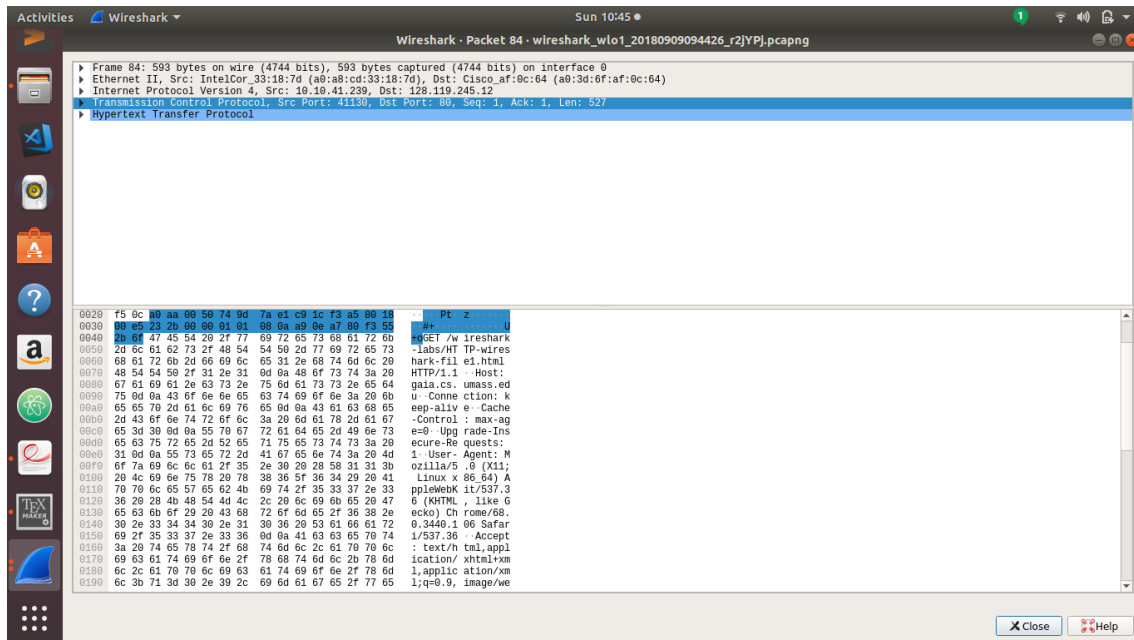 Activities Wireshark Sun 10:45 1
Wireshark · Packet 84 · wireshark_wlo1_20180909094426_r2jYPj.pcapng
Frame 84: 593 bytes on wire (4744 bits), 593 bytes captured (4744 bits) on interface 0
Ethernet II, Src: IntelCor_33:18:7d (a0:a8:cd:33:18:7d), Dst: Cisco_af:0c:64 (a0:3d:6f:af:0c:64)
Internet Protocol Version 4, Src: 10.10.41.239, Dst: 128.119.245.12
Transmission Control Protocol, Src Port: 41130, Dst Port: 80, Seq: 1, Ack: 1, Len: 527
Hypertext Transfer Protocol
0020 f5 0c a0 aa 00 50 74 9d 7a e1 c9 1c f3 a5 80 18 ·····Pt· z·······
0030 00 e5 23 2b 00 00 01 01 08 0a a9 0e a7 80 f3 55 ··#+···· ·······U
0040 2b 6f 47 45 54 20 2f 77 69 72 65 73 68 61 72 6b +oGET /w ireshark
0050 2d 6c 61 62 73 2f 48 54 54 50 2d 77 69 72 65 73 -labs/HT TP-wires
0060 68 61 72 6b 2d 66 69 6c 65 31 2e 68 74 6d 6c 20 hark-fil e1.html
0070 48 54 54 50 2f 31 2e 31 0d 0a 48 6f 73 74 3a 20 HTTP/1.1 ··Host:
0080 67 61 69 61 2e 63 73 2e 75 6d 61 73 73 2e 65 64 gaia.cs. umass.ed
0090 75 0d 0a 43 6f 6e 6e 65 63 74 69 6f 6e 3a 20 6b u··Conne ction: k
00a0 65 65 70 2d 61 6c 69 76 65 0d 0a 43 61 63 68 65 eep-aliv e··Cache
00b0 2d 43 6f 6e 74 72 6f 6c 3a 20 6d 61 78 2d 61 67 -Control : max-ag
00c0 65 3d 30 0d 0a 55 70 67 72 61 64 65 2d 49 6e 73 e=0··Upg rade-Ins
00d0 65 63 75 72 65 2d 52 65 71 75 65 73 74 73 3a 20 ecure-Re quests:
00e0 31 0d 0a 55 73 65 72 2d 41 67 65 6e 74 3a 20 4d 1··User- Agent: M
00f0 6f 7a 69 6c 6c 61 2f 35 2e 30 20 28 58 31 31 3b ozilla/5 .0 (X11;
0100 20 4c 69 6e 75 78 20 78 38 36 5f 36 34 29 20 41 Linux x 86_64) A
0110 70 70 6c 65 57 65 62 4b 69 74 2f 35 33 37 2e 33 ppleWebK it/537.3
0120 36 20 28 4b 48 54 4d 4c 2c 20 6c 69 6b 65 20 47 6 (KHTML , like G
0130 65 63 6b 6f 29 20 43 68 72 6f 6d 65 2f 36 38 2e ecko) Ch rome/68.
0140 30 2e 33 34 34 30 2e 31 30 36 20 53 61 66 61 72 0.3440.1 06 Safar
0150 69 2f 35 33 37 2e 33 36 0d 0a 41 63 63 65 70 74 i/537.36 ··Accept
0160 3a 20 74 65 78 74 2f 68 74 6d 6c 2c 61 70 70 6c : text/h tml,appl
0170 69 63 61 74 69 6f 6e 2f 78 68 74 6d 6c 2b 78 6d ication/ xhtml+xm
0180 6c 2c 61 70 70 6c 69 63 61 74 69 6f 6e 2f 78 6d l,applic ation/xm
0190 6c 3b 71 3d 30 2e 39 2c 69 6d 61 67 65 2f 77 65 l;q=0.9, image/we
TEX
MAKER
Close Help